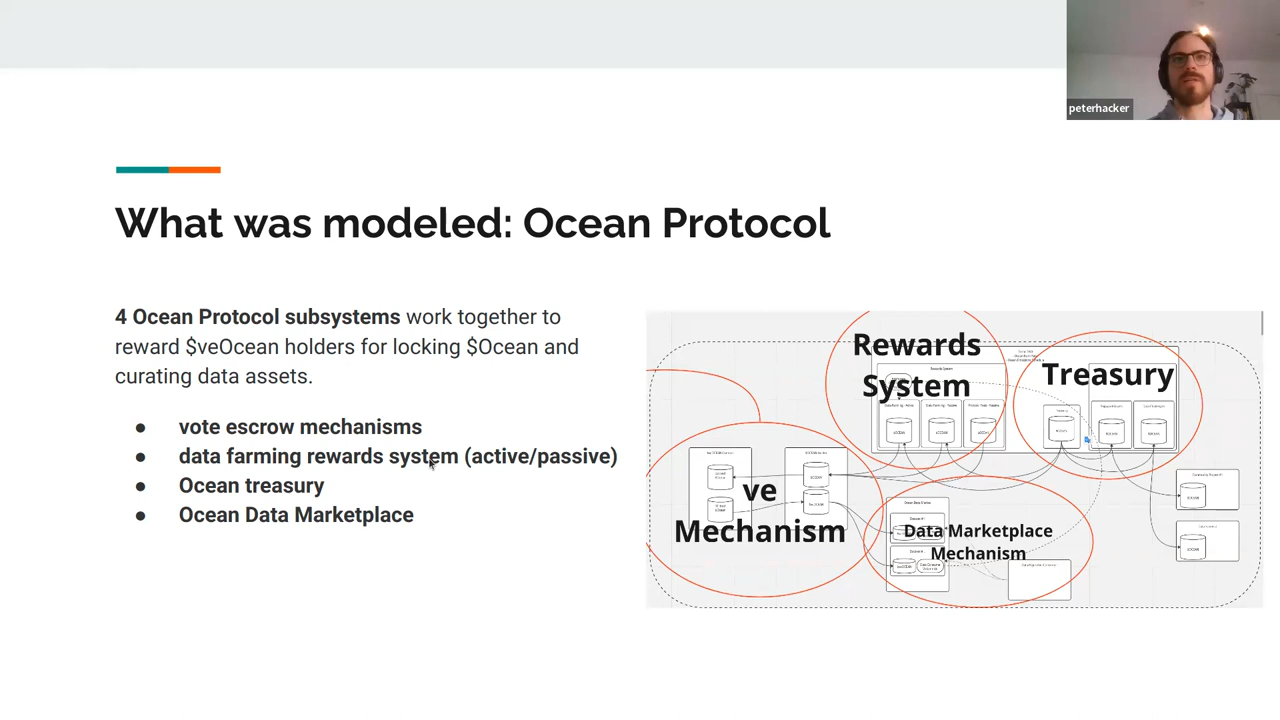 peterhacker
What was modeled: Ocean Protocol
4 Ocean Protocol subsystems work together to
reward $veOcean holders for locking $Ocean and
curating data assets.
● vote escrow mechanisms
● data farming rewards system (active/passive)
● Ocean treasury
● Ocean Data Marketplace
Rewards
System
Treasury
ve
Mechanism
Data Marketplace
Mechanism